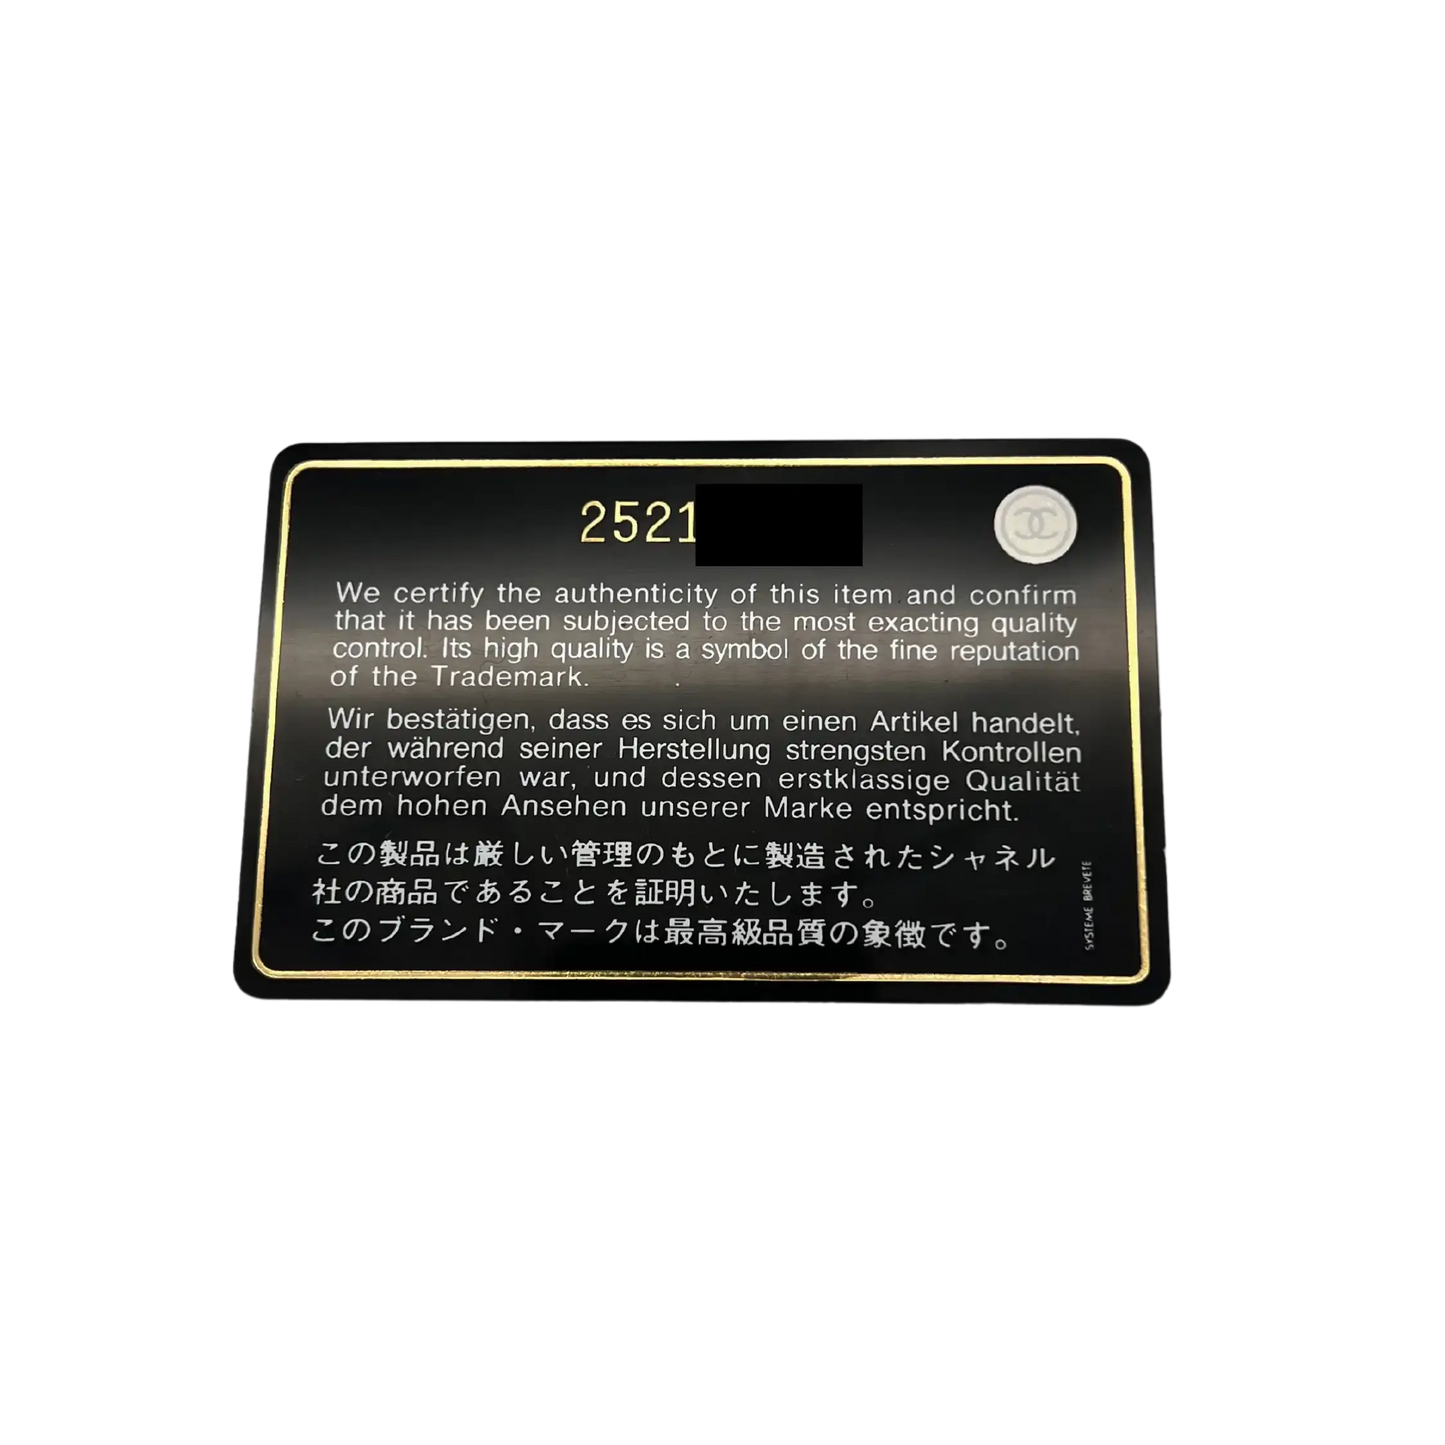 2521
We certify the authenticity of this item and confirm
that it has been subjected to the most exacting quality
control. Its high quality is a symbol of the fine reputation
of the Trademark.
Wir bestätigen, dass es sich um einen Artikel handelt,
der während seiner Herstellung strengsten Kontrollen
unterworfen war, und dessen erstklassige Qualität
dem hohen Ansehen unserer Marke entspricht.
この製品は厳しい管理のもとに製造されたシャネル
社の商品であることを証明いたします。
このブランド・マークは最高級品質の象徴です。
SYSTEME BREVETE